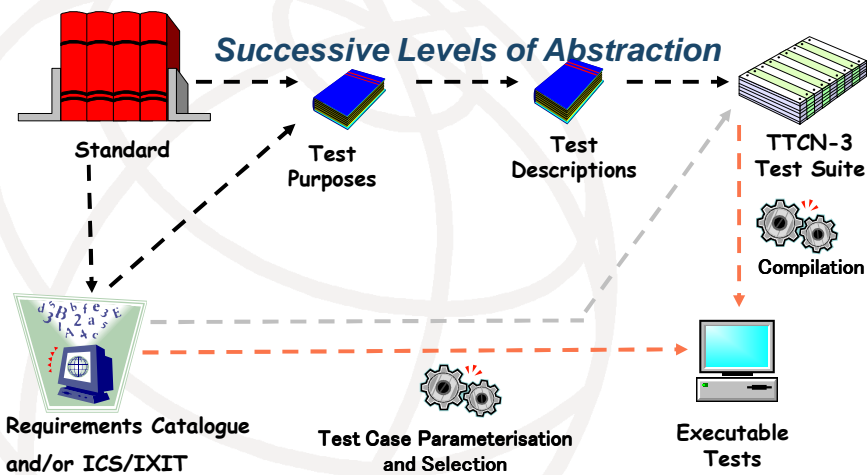 Successive Levels of Abstraction
Standard
Test
Purposes
Test
Descriptions
TTCN-3
Test Suite
Compilation
Requirements Catalogue
and/or ICS/IXIT
Test Case Parameterisation
and Selection
Executable
Tests